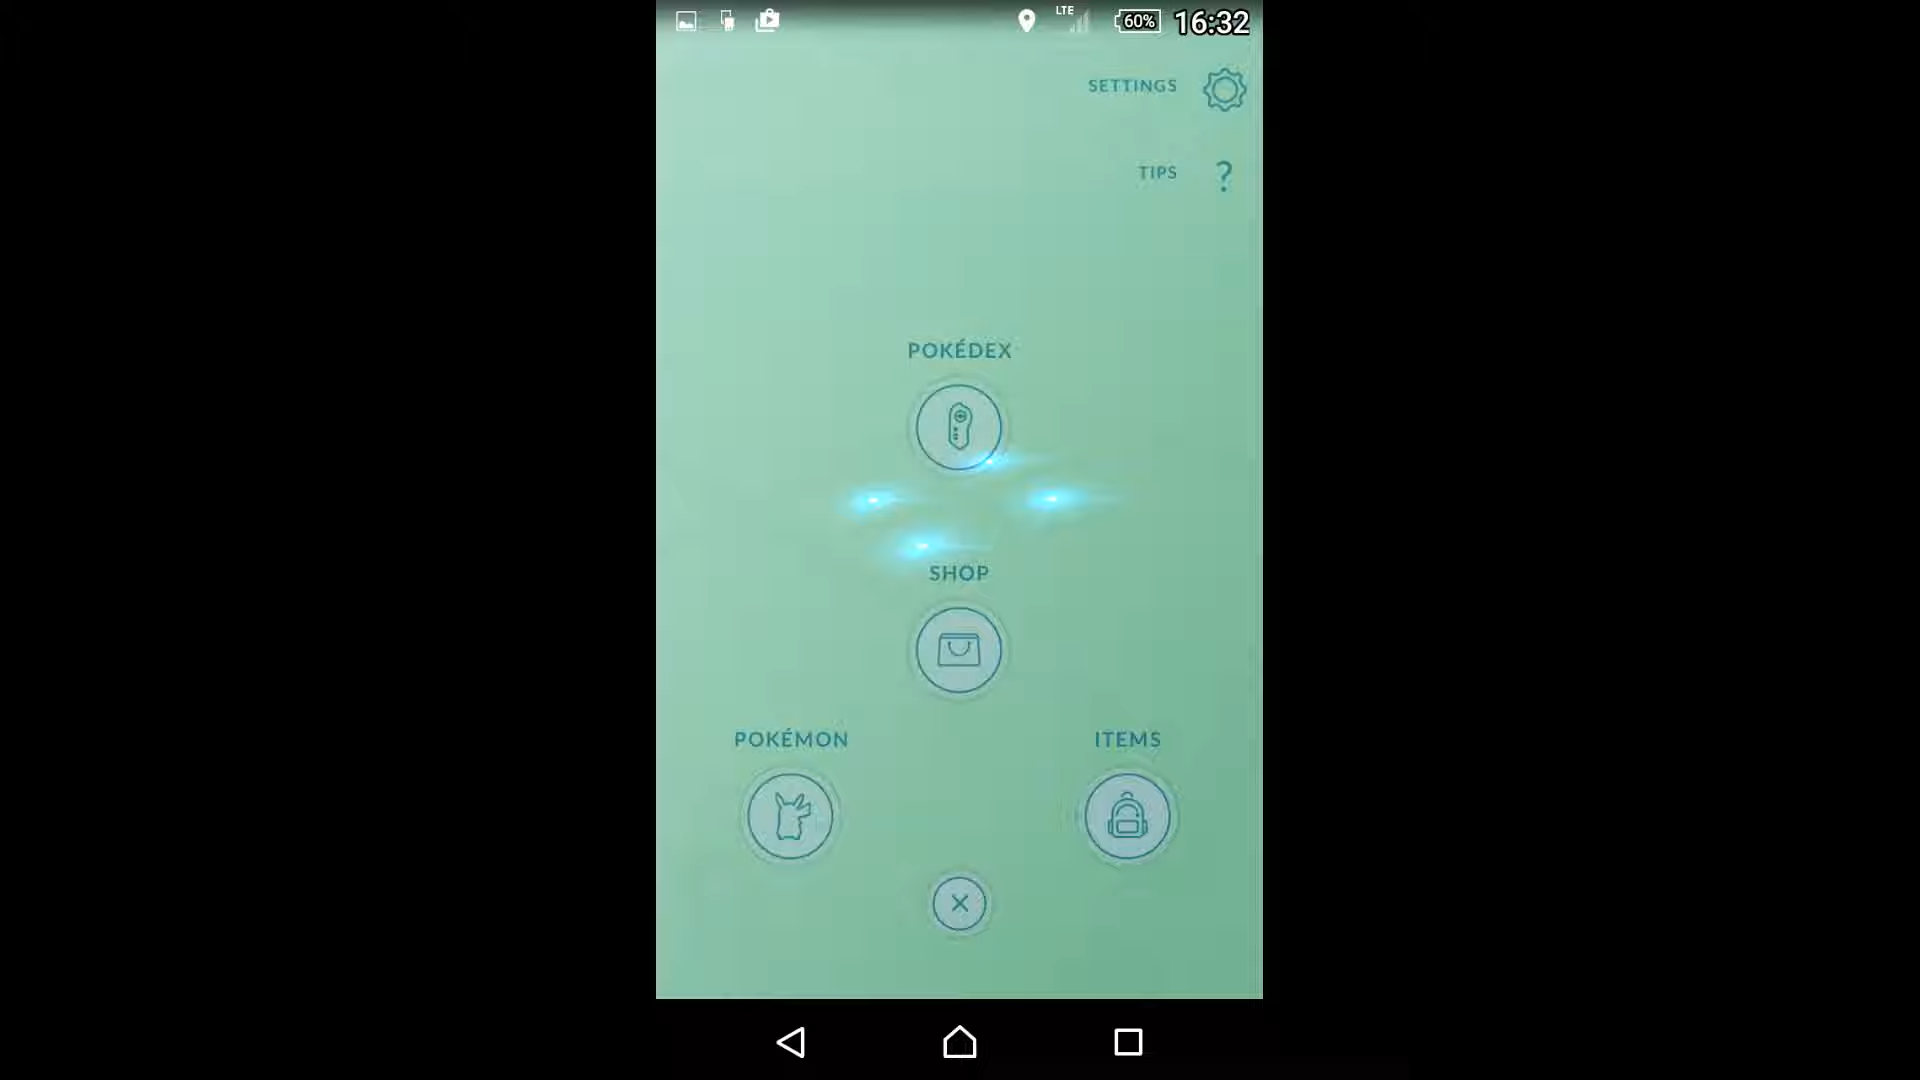 LTE
60%
16:32
SETTINGS
TIPS
?
POKÉDEX
SHOP
POKÉMON
ITEMS